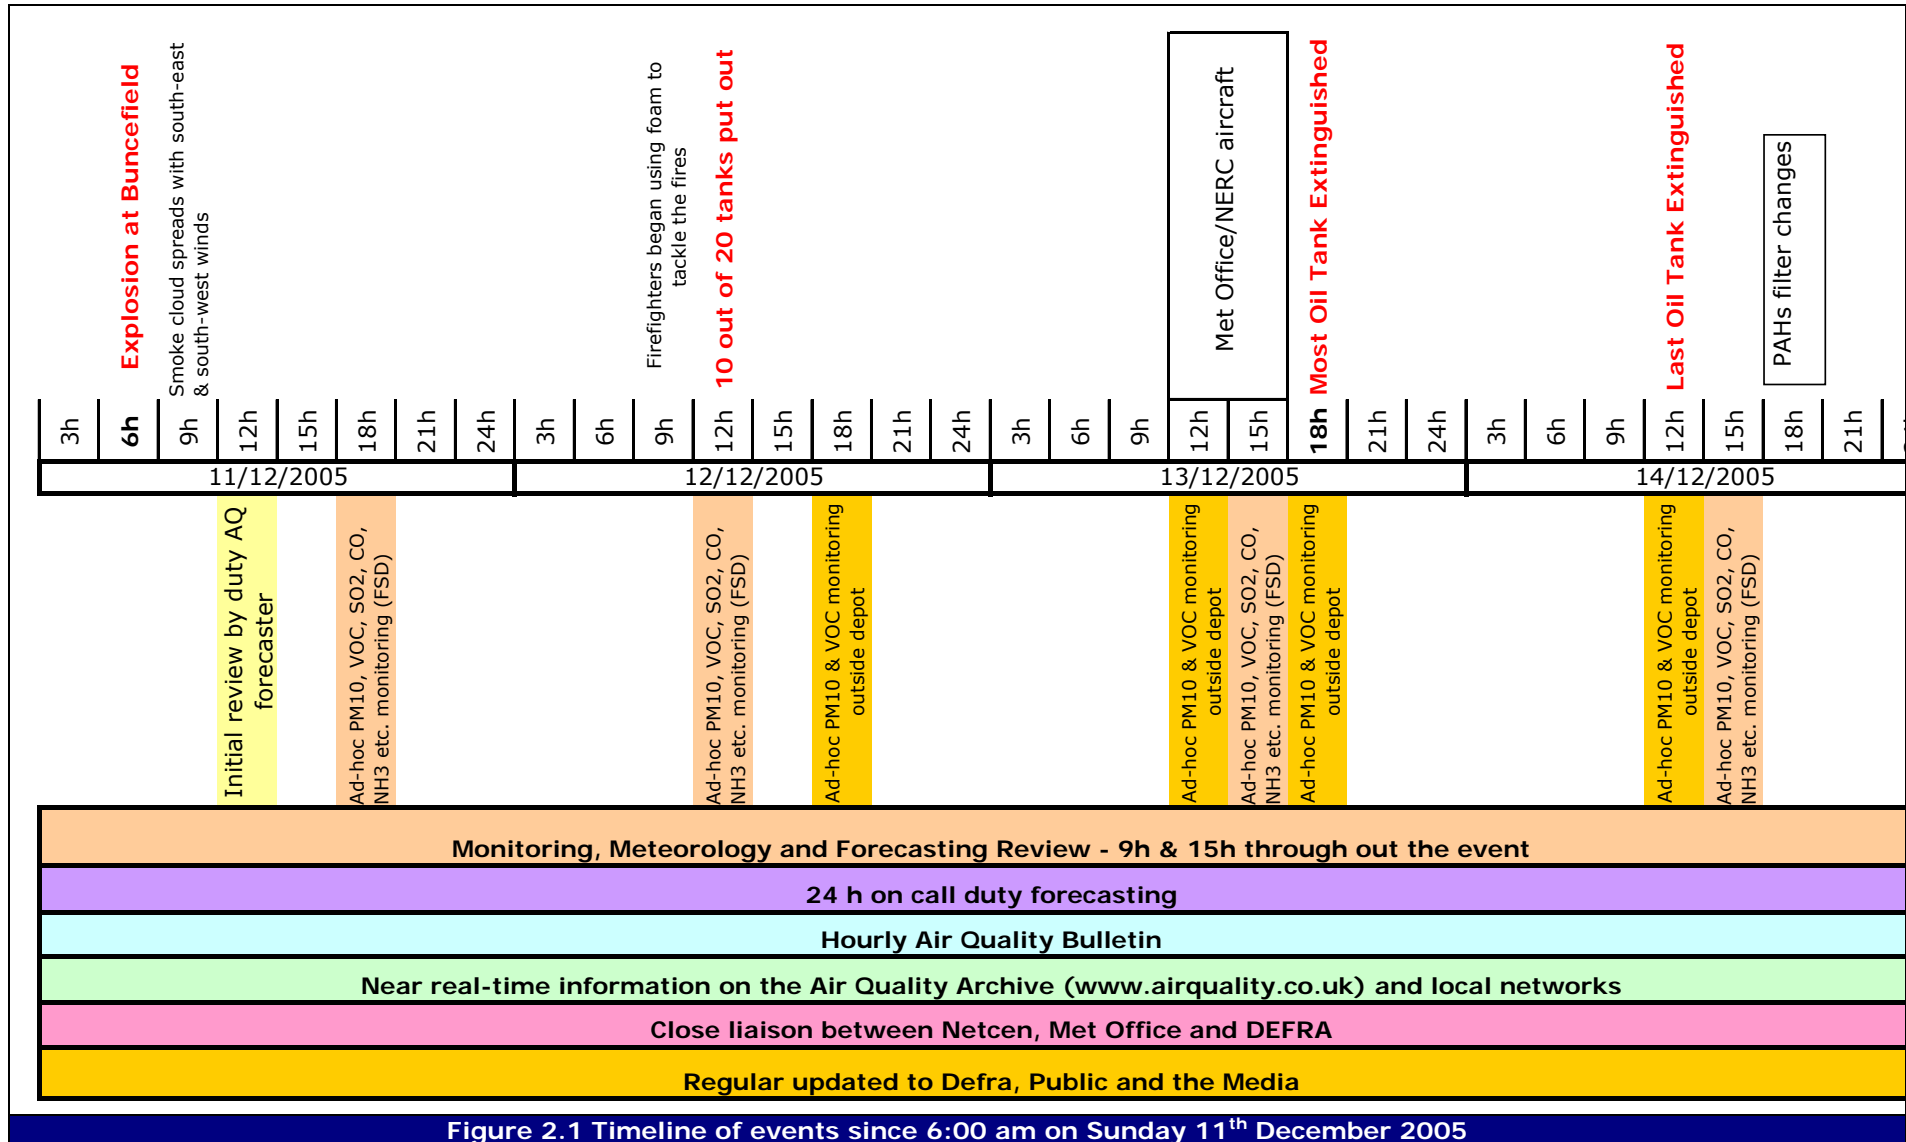 Explosion at Buncefield
Smoke cloud spreads with south-east
& south-west winds
Firefighters began using foam to
tackle the fires
10 out of 20 tanks put out
Met Office/NERC aircraft
Most Oil Tank Extinguished
Last Oil Tank Extinguished
PAHs filter changes
3h 6h 9h 12h 15h 18h 21h 24h 3h 6h 9h 12h 15h 18h 21h 24h 3h 6h 9h 12h 15h 18h 21h 24h 3h 6h 9h 12h 15h 18h 21h
11/12/2005 12/12/2005 13/12/2005 14/12/2005
Initial review by duty AQ
forecaster
Ad-hoc PM10, VOC, SO2, CO,
NH3 etc. monitoring (FSD)
Ad-hoc PM10, VOC, SO2, CO,
NH3 etc. monitoring (FSD)
Ad-hoc PM10 & VOC monitoring
outside depot
Ad-hoc PM10 & VOC monitoring
outside depot
Ad-hoc PM10, VOC, SO2, CO,
NH3 etc. monitoring (FSD)
Ad-hoc PM10 & VOC monitoring
outside depot
Ad-hoc PM10 & VOC monitoring
outside depot
Ad-hoc PM10, VOC, SO2, CO,
NH3 etc. monitoring (FSD)
Monitoring, Meteorology and Forecasting Review - 9h & 15h through out the event
24 h on call duty forecasting
Hourly Air Quality Bulletin
Near real-time information on the Air Quality Archive (www.airquality.co.uk) and local networks
Close liaison between Netcen, Met Office and DEFRA
Regular updated to Defra, Public and the Media
Figure 2.1 Timeline of events since 6:00 am on Sunday 11th December 2005